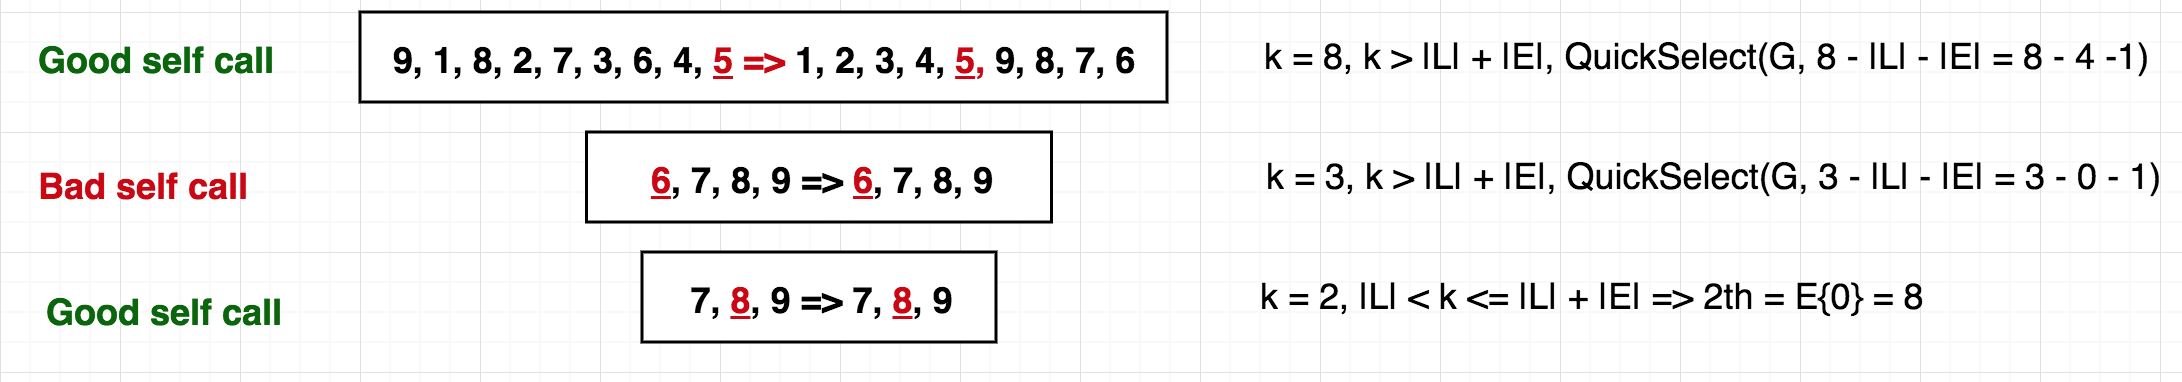 Good self call 9, 1, 8, 2, 7, 3, 6, 4, 5 => 1, 2, 3, 4, 5, 9, 8, 7, 6 k = 8, k > |L| + |E|, QuickSelect(G, 8 - |L| - |E| = 8 - 4 -1)
Bad self call 6, 7, 8, 9 => 6, 7, 8, 9 k = 3, k > |L| + |E|, QuickSelect(G, 3 - |L| - |E| = 3 - 0 - 1)
Good self call 7, 8, 9 => 7, 8, 9 k = 2, |L| < k <= |L| + |E| => 2th = E{0} = 8